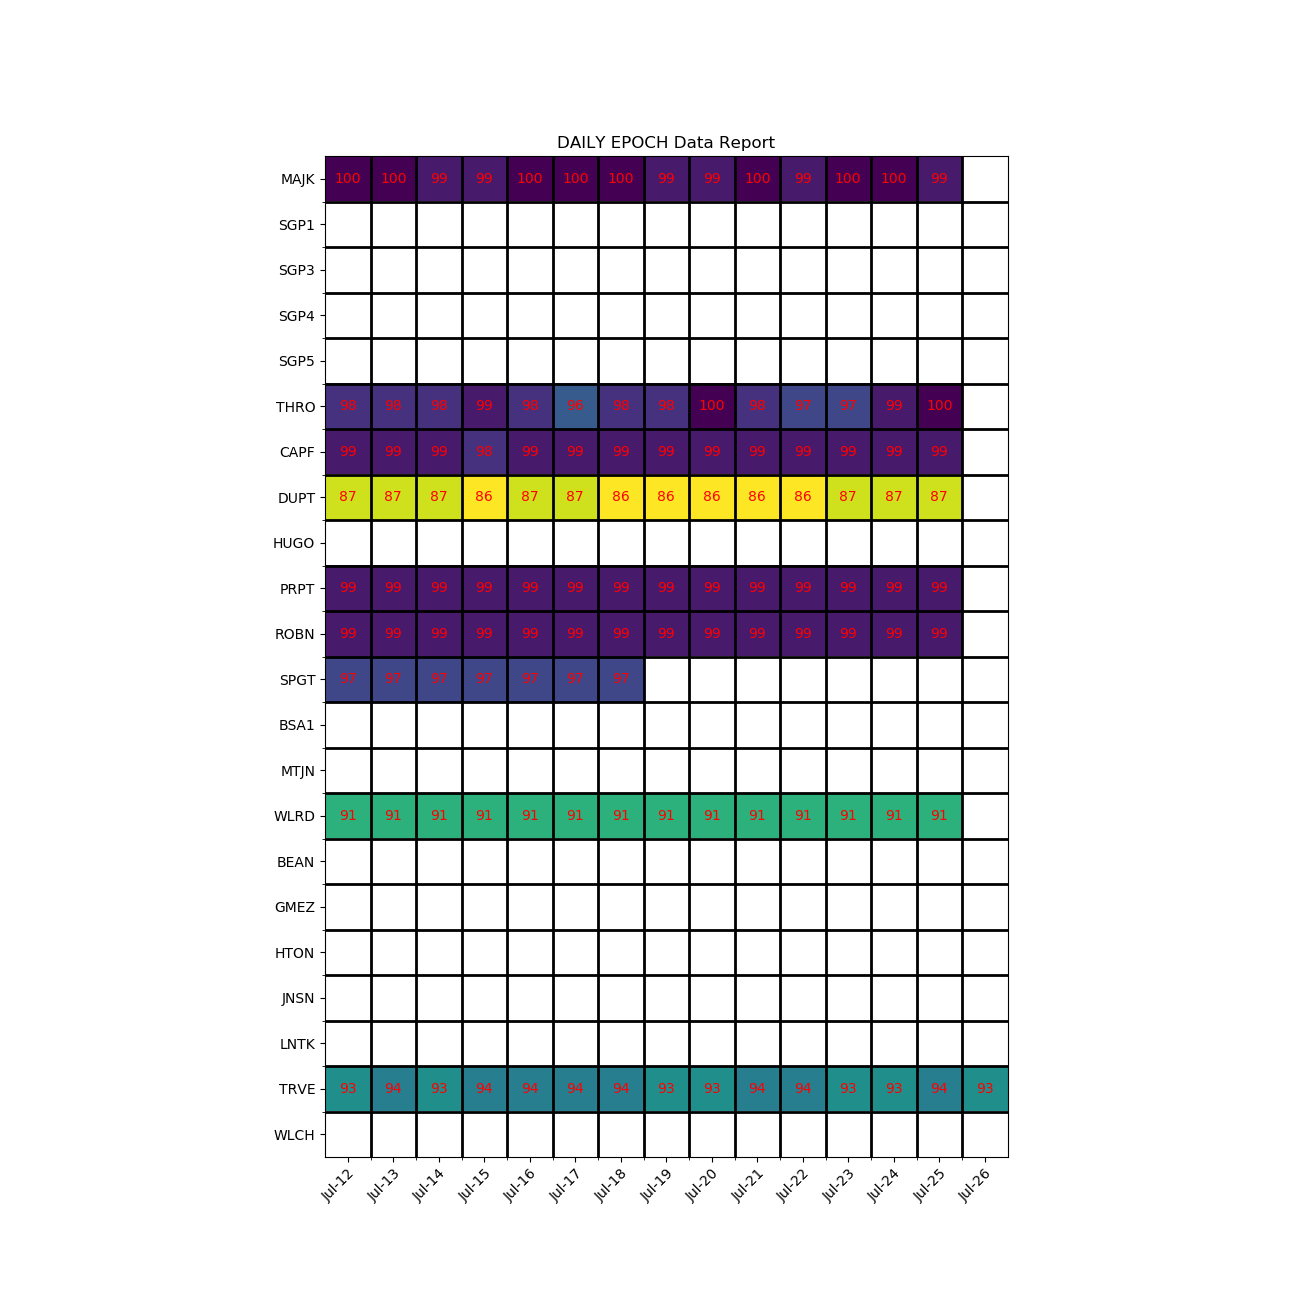 DAILY EPOCH Data Report
MAJK 100 100 99 99 100 100 100 99 99 100 99 100 100 99
SGP1
SGP3
SGP4
SGP5
THRO 98 98 98 99 98 96 98 98 100 98 97 97 99 100
CAPF 99 99 99 98 99 99 99 99 99 99 99 99 99 99
DUPT 87 87 87 86 87 87 86 86 86 86 86 87 87 87
HUGO
PRPT 99 99 99 99 99 99 99 99 99 99 99 99 99 99
ROBN 99 99 99 99 99 99 99 99 99 99 99 99 99 99
SPGT 97 97 97 97 97 97 97
BSA1
MTJN
WLRD 91 91 91 91 91 91 91 91 91 91 91 91 91 91
BEAN
GMEZ
HTON
JNSN
LNTK
TRVE 93 94 93 94 94 94 94 93 93 94 94 93 93 94 93
WLCH
Jul-12 Jul-13 Jul-14 Jul-15 Jul-16 Jul-17 Jul-18 Jul-19 Jul-20 Jul-21 Jul-22 Jul-23 Jul-24 Jul-25 Jul-26